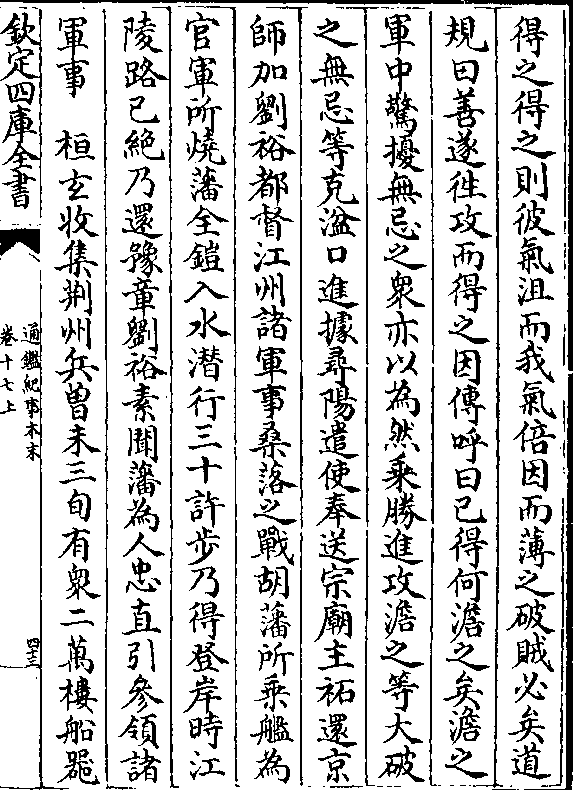 得之得之則彼氣沮而我氣倍因而薄之破賊必矣道
規曰善遂徃攻而得之因傳呼曰已得何澹之矣澹之
軍中驚擾無忌之衆亦以為然乘勝進攻澹之等大破
之無忌等克湓口進據尋陽遣使奉送宗廟主祏還京
師加劉裕都督江州諸軍事桑落之戰胡藩所乘艦為
官軍所燒藩全鎧入水潛行三十許步乃得登岸時江
陵路已絶乃還豫章劉裕素聞藩為人忠直引參領諸
軍事　桓玄收集荆州兵曾未三旬有衆二萬樓船器
欽定四庫全書
通鑑紀事本末
卷十七上
四三